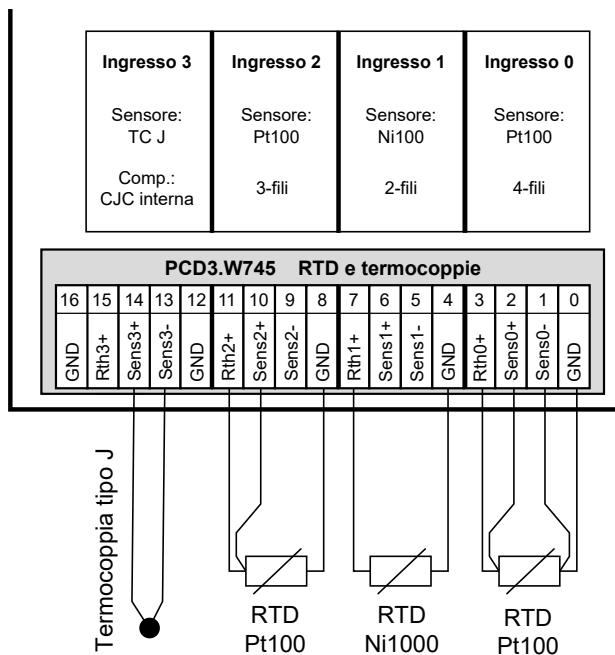 Ingresso 3 Ingresso 2 Ingresso 1 Ingresso 0
Sensore: Sensore: Sensore: Sensore:
TC J Pt100 Ni100 Pt100
Comp.:
CJC interna 3-fili 2-fili 4-fili
PCD3.W745 RTD e termocoppie
16 15 14 13 12 11 10 9 8 7 6 5 4 3 2 1 0
GND Rth3+ Sens3+ Sens3- GND Rth2+ Sens2+ Sens2- GND Rth1+ Sens1+ Sens1- GND Rth0+ Sens0+ Sens0- GND
Termocoppia tipo J
RTD RTD RTD
Pt100 Ni1000 Pt100